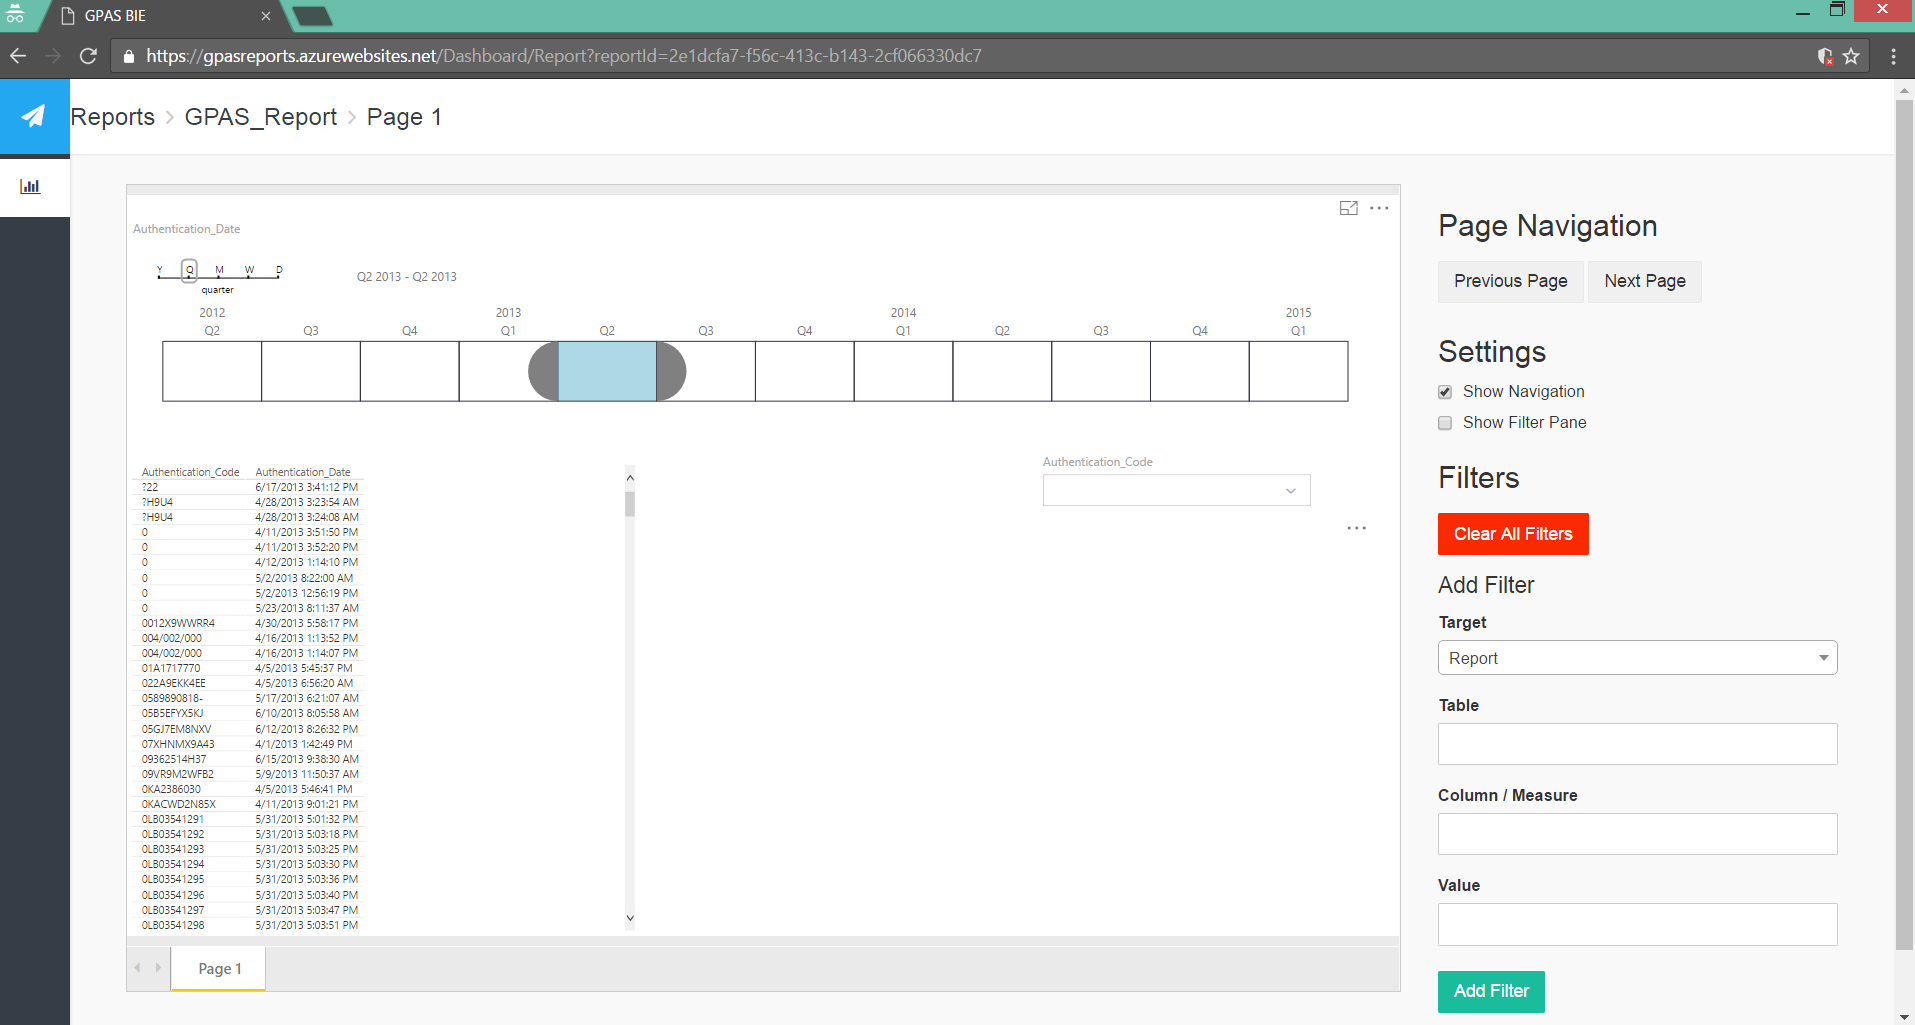 GPAS BIE
https://gpasreports.azurewebsites.net/Dashboard/Report?reportId=2e1dcfa7-f56c-413c-b143-2cf066330dc7
Reports > GPAS_Report > Page 1
Authentication_Date
Y Q M W D
quarter
Q2 2013 - Q2 2013
2012 2013 2014 2015
Q2 Q3 Q4 Q1 Q2 Q3 Q4 Q1 Q2 Q3 Q4 Q1
Authentication_Code Authentication_Date
?22 6/17/2013 3:41:12 PM
?H9U4 4/28/2013 3:23:54 AM
?H9U4 4/28/2013 3:24:08 AM
0 4/11/2013 3:51:50 PM
0 4/11/2013 3:52:20 PM
0 4/12/2013 1:14:10 PM
0 5/2/2013 8:22:00 AM
0 5/2/2013 12:56:19 PM
0 5/23/2013 8:11:37 AM
0012X9WWRR4 4/30/2013 5:58:17 PM
004/002/000 4/16/2013 1:13:52 PM
004/002/000 4/16/2013 1:14:07 PM
01A1717770 4/5/2013 5:45:37 PM
022A9EKK4EE 4/5/2013 6:56:20 AM
0589890818- 5/17/2013 6:21:07 AM
05B5EFYX5KJ 6/10/2013 8:05:58 AM
05GJ7EM8NXV 6/12/2013 8:26:32 PM
07XHNMX9A43 4/1/2013 1:42:49 PM
09362514H37 6/15/2013 9:38:30 AM
09VR9M2WFB2 5/9/2013 11:50:37 AM
0KA2386030 4/5/2013 5:46:41 PM
0KACWD2N85X 4/11/2013 9:01:21 PM
0LB03541291 5/31/2013 5:01:32 PM
0LB03541292 5/31/2013 5:03:18 PM
0LB03541293 5/31/2013 5:03:25 PM
0LB03541294 5/31/2013 5:03:30 PM
0LB03541295 5/31/2013 5:03:36 PM
0LB03541296 5/31/2013 5:03:40 PM
0LB03541297 5/31/2013 5:03:47 PM
0LB03541298 5/31/2013 5:03:51 PM
Authentication_Code
Page 1
Page Navigation
Previous Page Next Page
Settings
Show Navigation
Show Filter Pane
Filters
Clear All Filters
Add Filter
Target
Report
Table
Column / Measure
Value
Add Filter